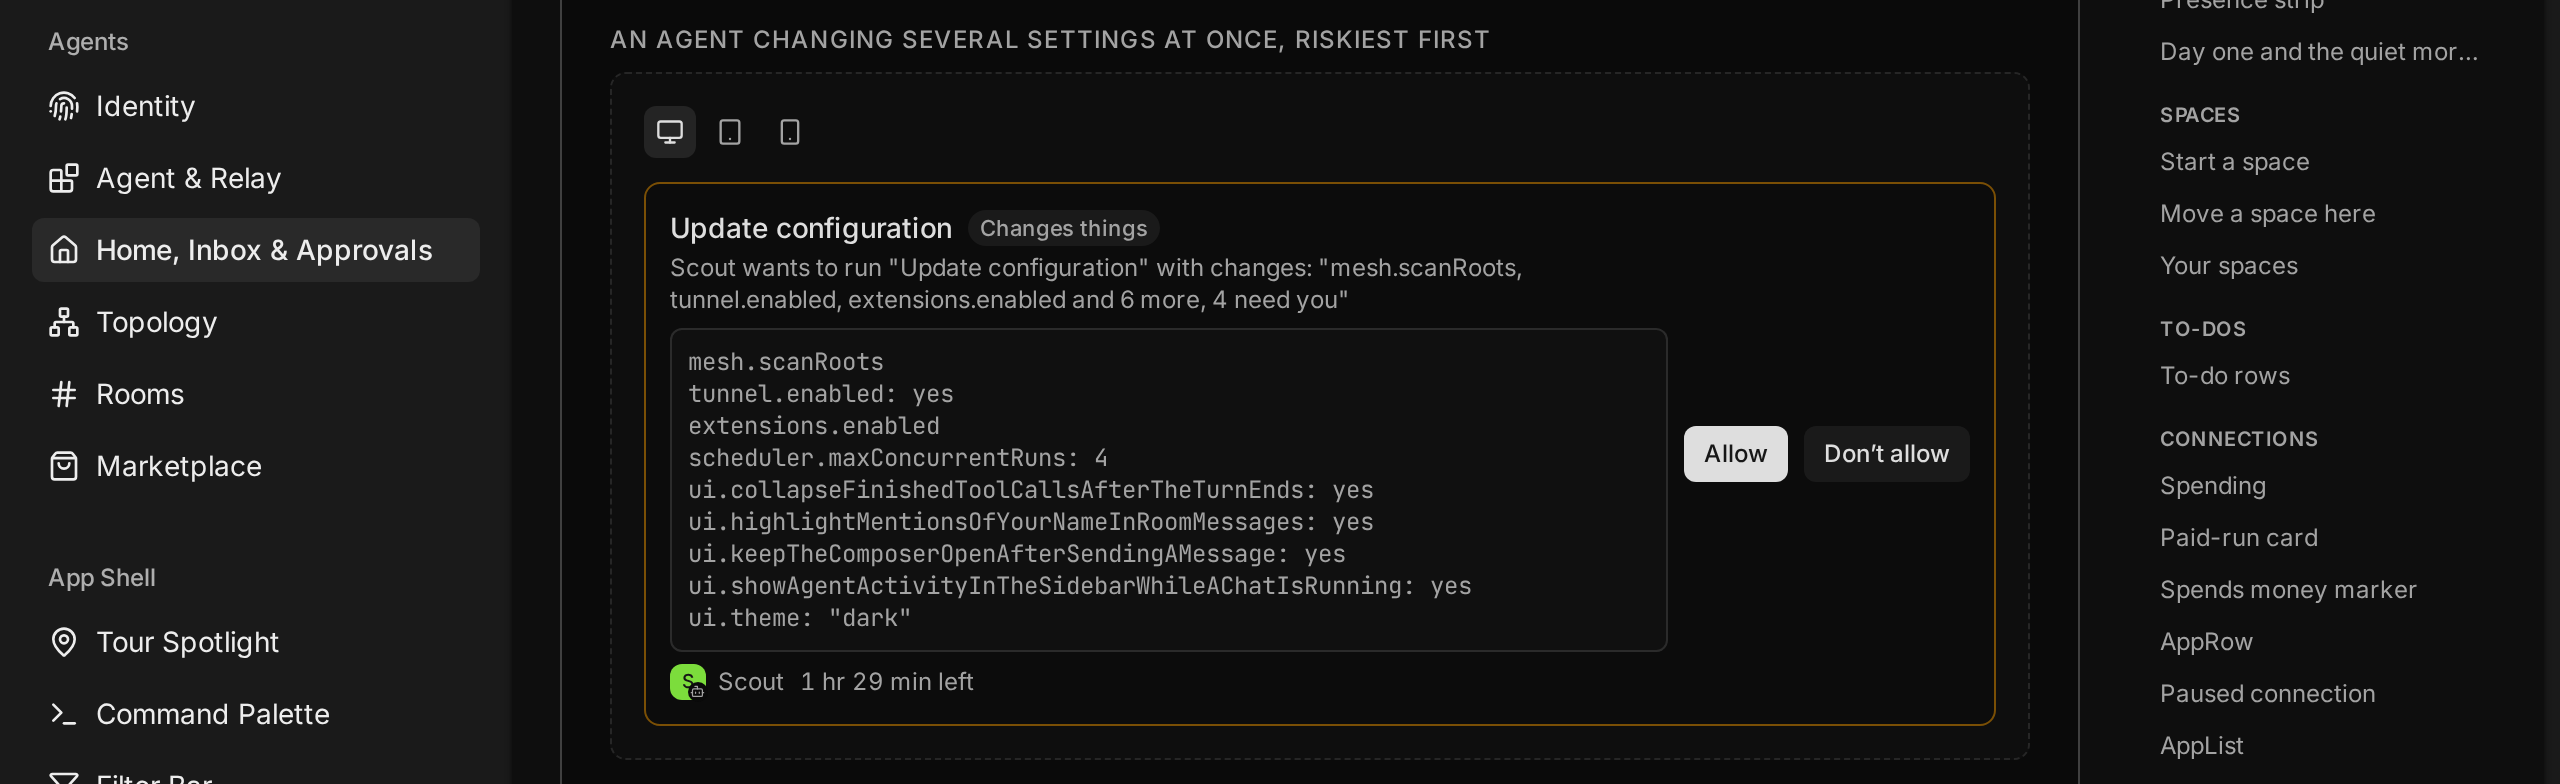 Agents
Identity
Agent & Relay
Home, Inbox & Approvals
Topology
Rooms
Marketplace
App Shell
Tour Spotlight
Command Palette
Filter Bar
AN AGENT CHANGING SEVERAL SETTINGS AT ONCE, RISKIEST FIRST
Update configuration Changes things
Scout wants to run "Update configuration" with changes: "mesh.scanRoots,
tunnel.enabled, extensions.enabled and 6 more, 4 need you"
mesh.scanRoots
tunnel.enabled: yes
extensions.enabled
scheduler.maxConcurrentRuns: 4
ui.collapseFinishedToolCallsAfterTheTurnEnds: yes
ui.highlightMentionsOfYourNameInRoomMessages: yes
ui.keepTheComposerOpenAfterSendingAMessage: yes
ui.showAgentActivityInTheSidebarWhileAChatIsRunning: yes
ui.theme: "dark"
Allow Don’t allow
S Scout 1 hr 29 min left
Presence strip
Day one and the quiet mor…
SPACES
Start a space
Move a space here
Your spaces
TO-DOS
To-do rows
CONNECTIONS
Spending
Paid-run card
Spends money marker
AppRow
Paused connection
AppList